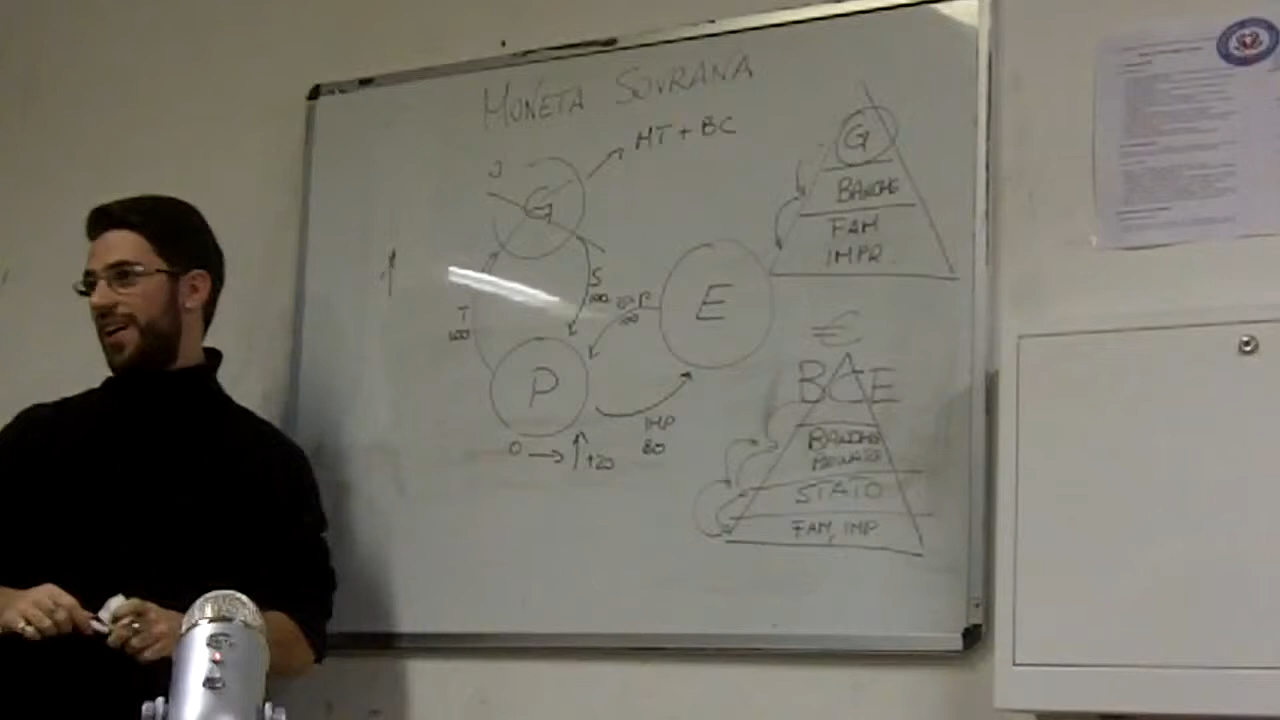 MONETA SOVRANA
MT + BC
G
S
100
T
100
P
0 → +20
E
EXP
100
IMP
80
G
BANCHE
FAM
IMPR.
€
BCE
BANCHE
STATO
FAM, IMP